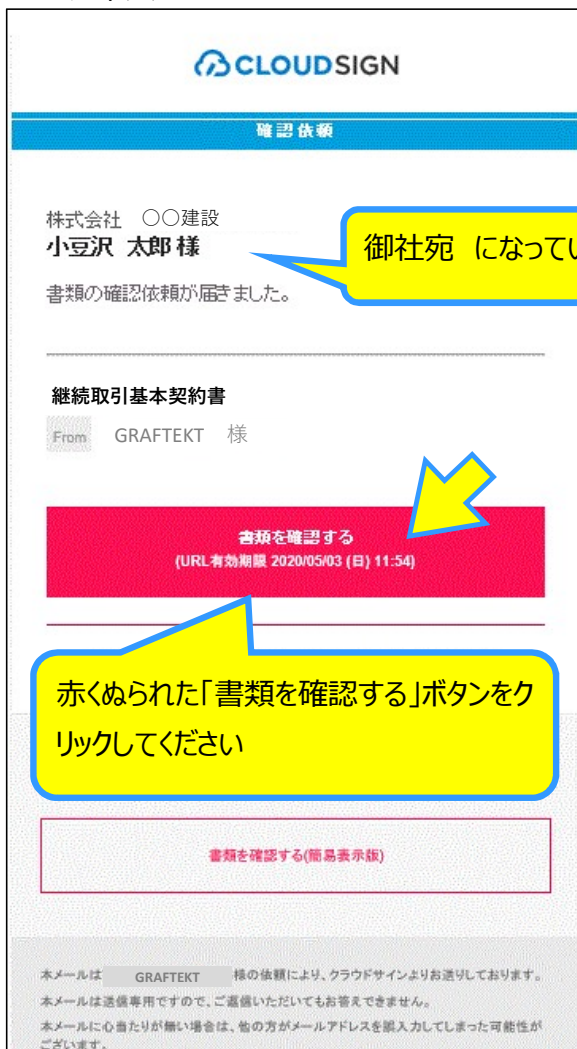 CLOUDSIGN
確認依頼
株式会社 〇〇建設
小豆沢 太郎 様
御社宛 になってい
書類の確認依頼が届きました。
継続取引基本契約書
From GRAFTEKT 様
書類を確認する
(URL有効期限 2020/05/03 (日) 11:54)
赤くぬられた「書類を確認する」ボタンをク
リックしてください
書類を確認する(簡易表示版)
本メールは GRAFTEKT 様の依頼により、クラウドサインよりお送りしております。
本メールは送信専用ですので、ご返信いただいてもお答えできません。
本メールに心当たりが無い場合は、他の方がメールアドレスを誤入力してしまった可能性が
ございます。